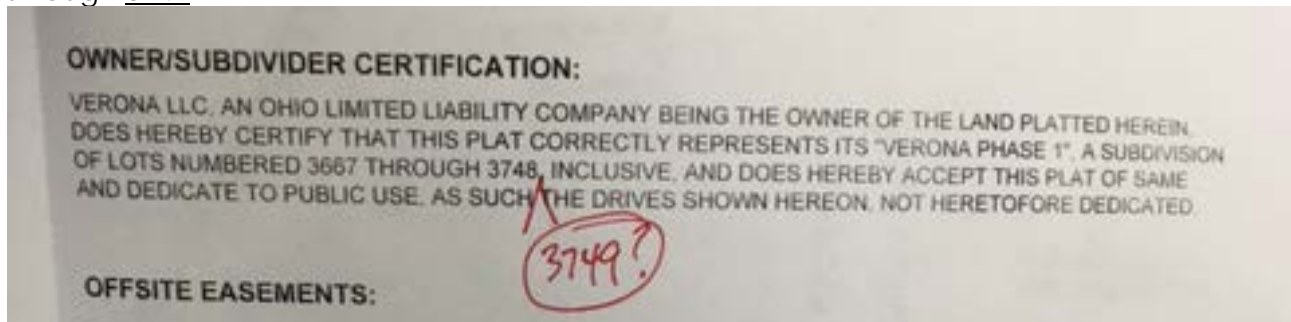 OWNER/SUBDIVIDER CERTIFICATION:
VERONA LLC, AN OHIO LIMITED LIABILITY COMPANY BEING THE OWNER OF THE LAND PLATTED HEREIN,
DOES HEREBY CERTIFY THAT THIS PLAT CORRECTLY REPRESENTS ITS "VERONA PHASE 1", A SUBDIVISION
OF LOTS NUMBERED 3667 THROUGH 3748, INCLUSIVE, AND DOES HEREBY ACCEPT THIS PLAT OF SAME
AND DEDICATE TO PUBLIC USE, AS SUCH THE DRIVES SHOWN HEREON, NOT HERETOFORE DEDICATED.
3749?
OFFSITE EASEMENTS: